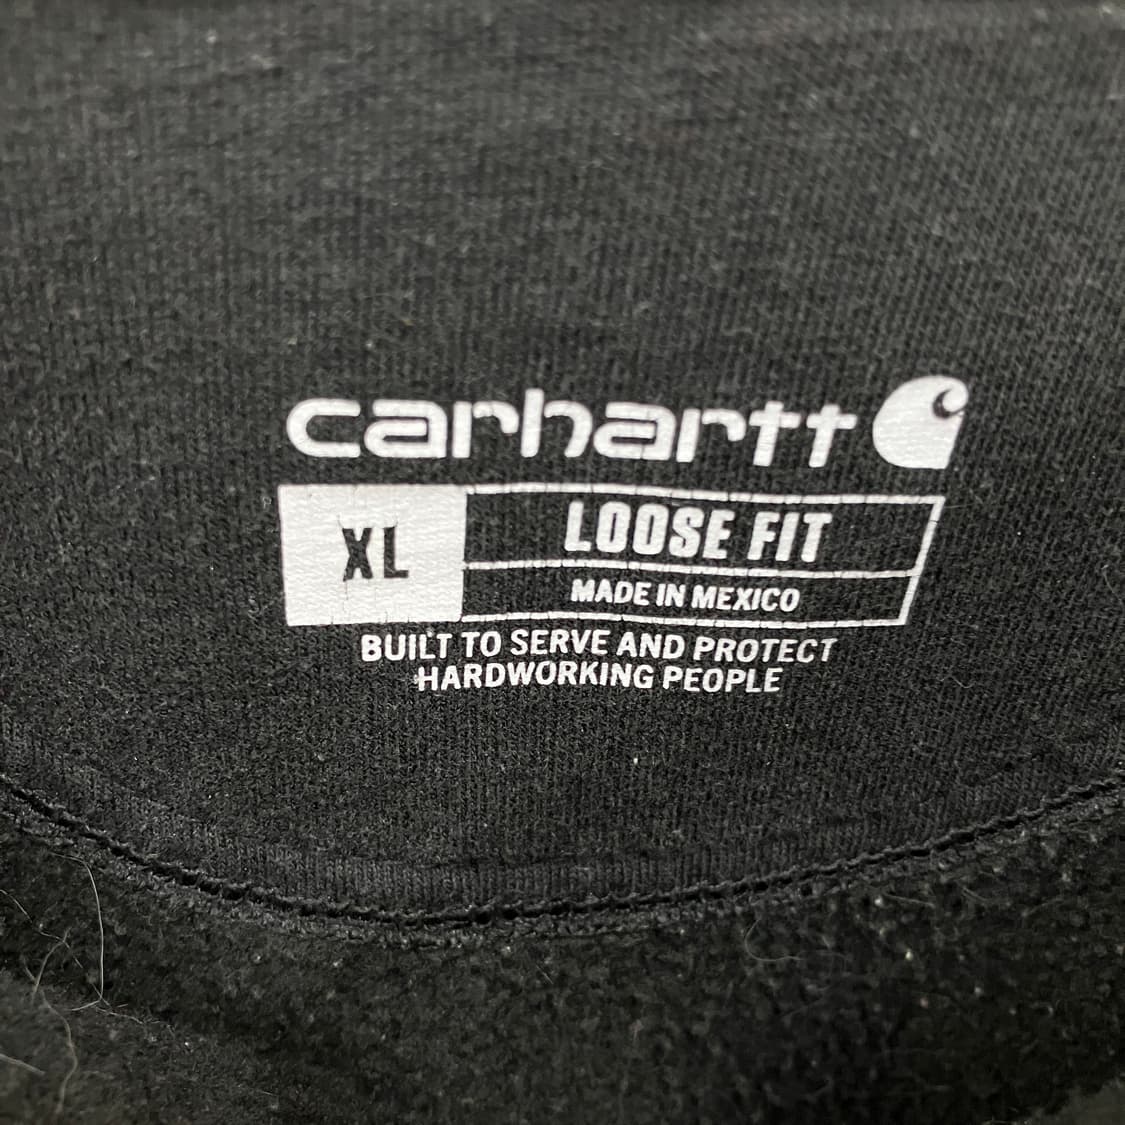 carhartt
XL
LOOSE FIT
MADE IN MEXICO
BUILT TO SERVE AND PROTECT
HARDWORKING PEOPLE